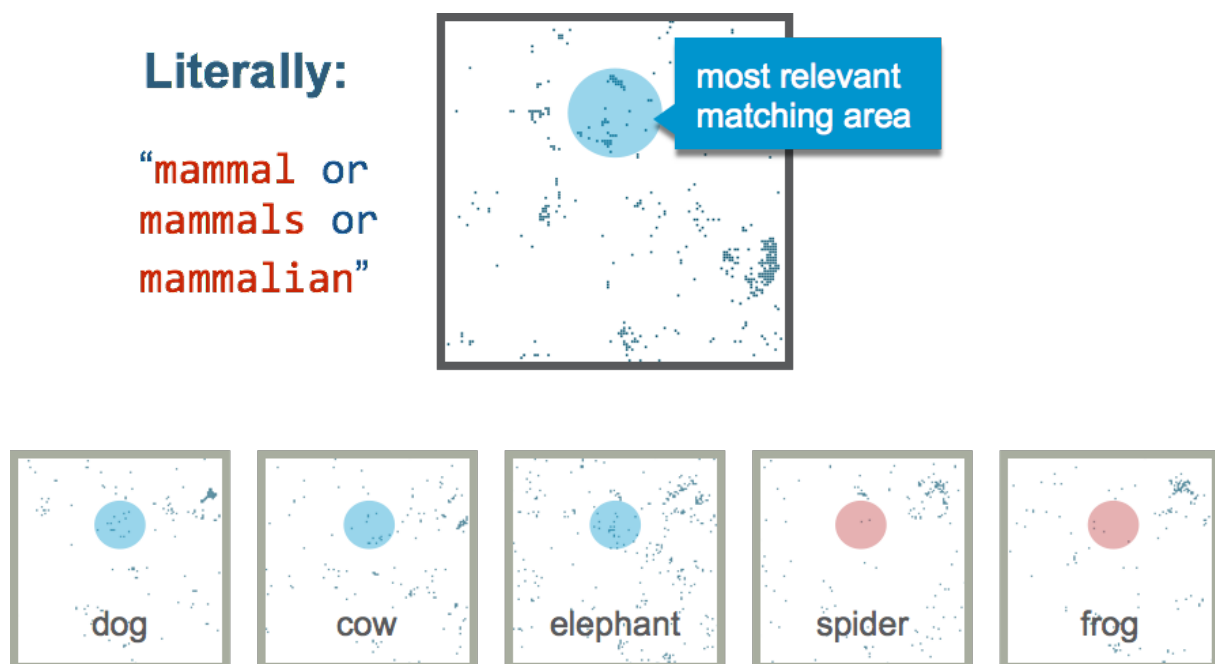 Literally:
“mammal or
mammals or
mammalian”
most relevant
matching area
dog
cow
elephant
spider
frog